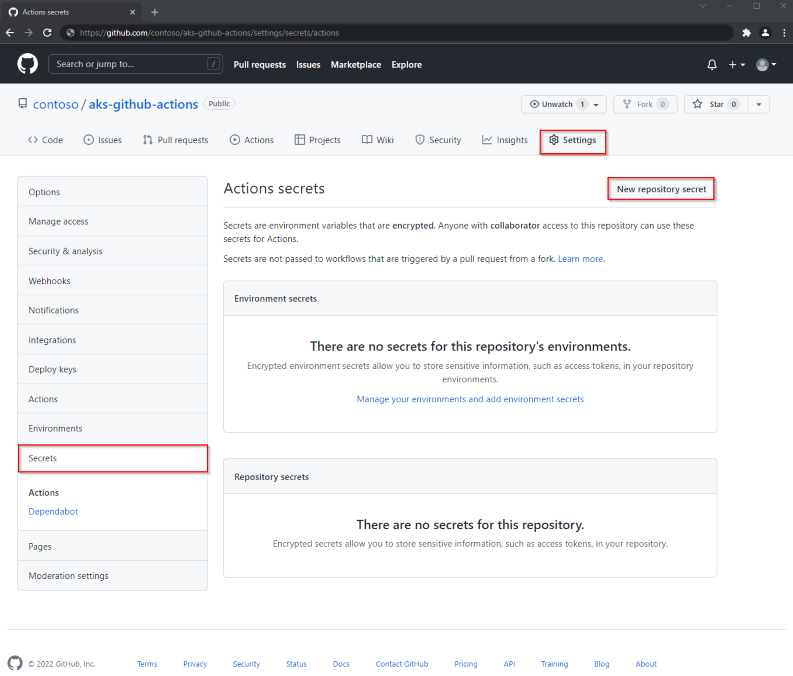 Actions secrets
https://github.com/contoso/aks-github-actions/settings/secrets/actions
Search or jump to... / Pull requests Issues Marketplace Explore
contoso / aks-github-actions Public Unwatch 1 Fork 0 Star 0
Code Issues Pull requests Actions Projects Wiki Security Insights Settings
Options
Manage access
Security & analysis
Webhooks
Notifications
Integrations
Deploy keys
Actions
Environments
Secrets
Actions
Dependabot
Pages
Moderation settings
Actions secrets New repository secret
Secrets are environment variables that are encrypted. Anyone with collaborator access to this repository can use these
secrets for Actions.
Secrets are not passed to workflows that are triggered by a pull request from a fork. Learn more.
Environment secrets
There are no secrets for this repository's environments.
Encrypted environment secrets allow you to store sensitive information, such as access tokens, in your repository
environments.
Manage your environments and add environment secrets
Repository secrets
There are no secrets for this repository.
Encrypted secrets allow you to store sensitive information, such as access tokens, in your repository.
© 2022 GitHub, Inc. Terms Privacy Security Status Docs Contact GitHub Pricing API Training Blog About